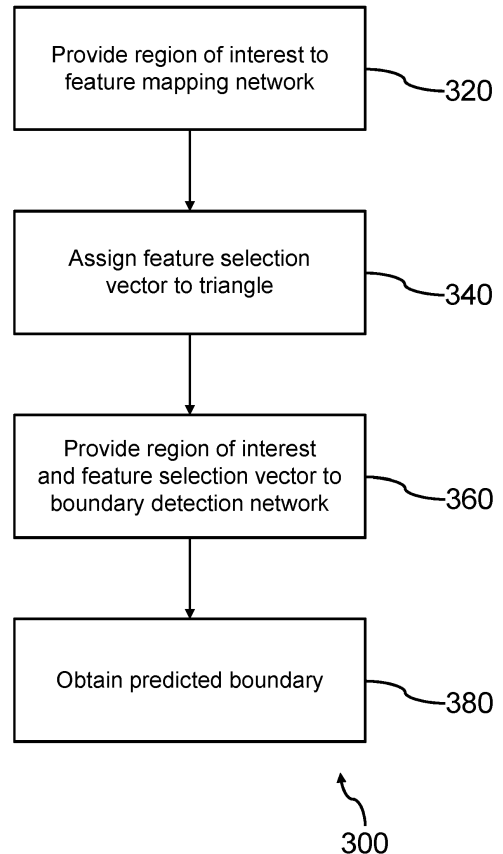 Provide region of interest to
feature mapping network
320
Assign feature selection
vector to triangle
340
Provide region of interest
and feature selection vector to
boundary detection network
360
Obtain predicted boundary
380
300